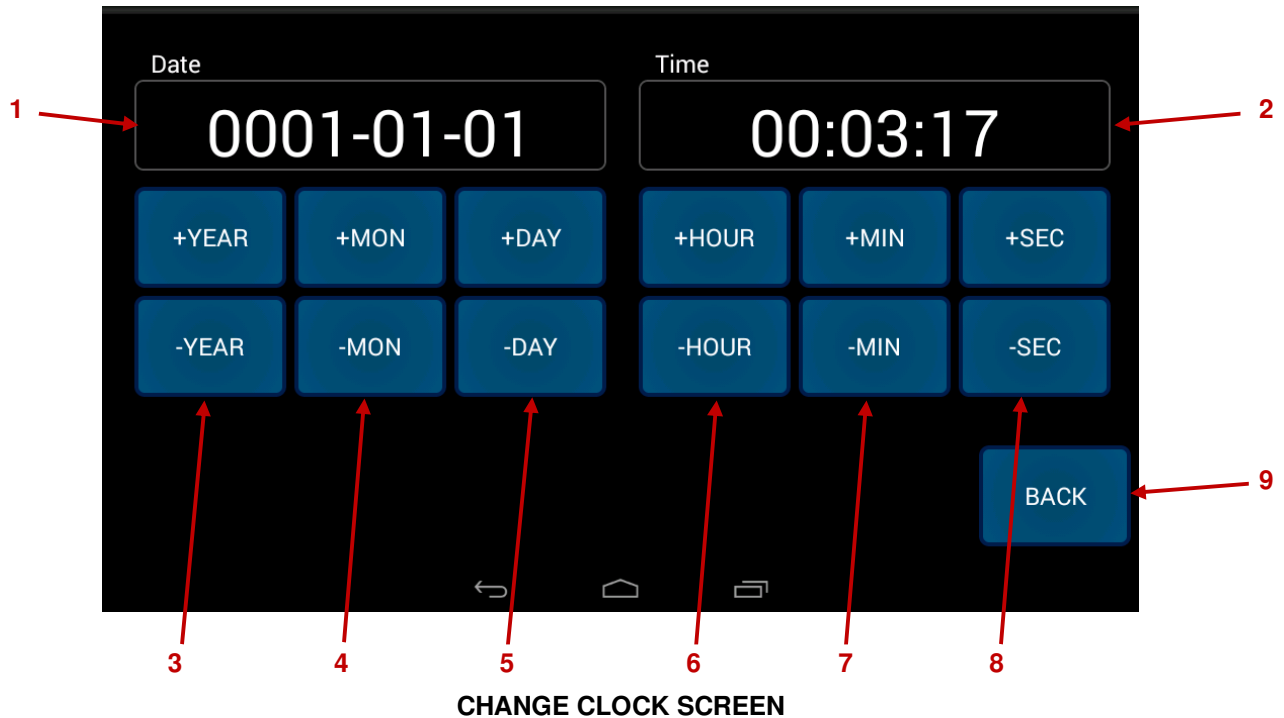 Date Time
1 0001-01-01 00:03:17 2
+YEAR +MON +DAY +HOUR +MIN +SEC
-YEAR -MON -DAY -HOUR -MIN -SEC
BACK 9
3 4 5 6 7 8
CHANGE CLOCK SCREEN